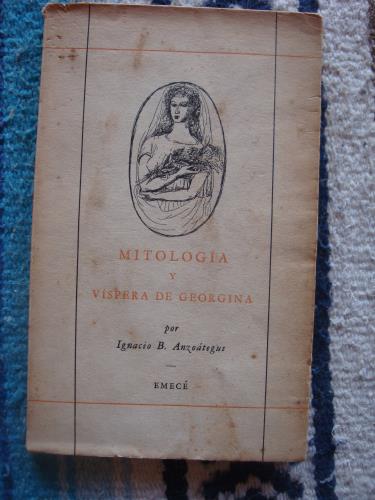 MITOLOGÍA
Y
VÍSPERA DE GEORGINA
por
Ignacio B. Anzoátegui
EMECÉ